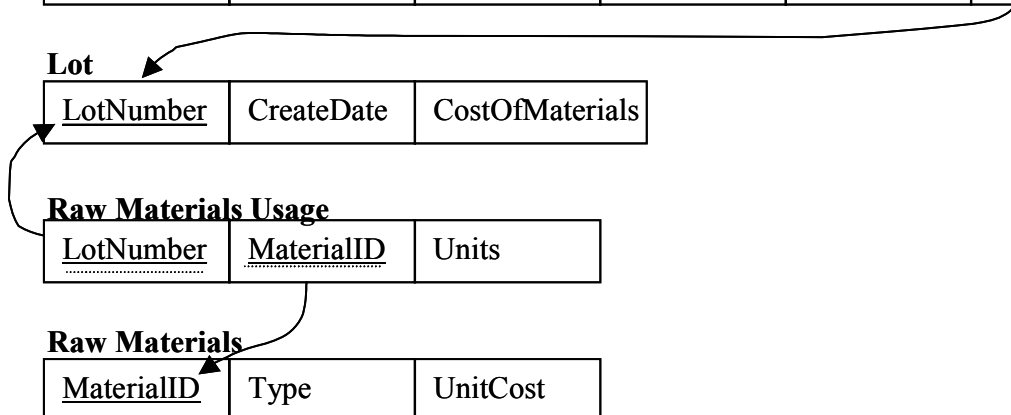 Lot
LotNumber CreateDate CostOfMaterials
Raw Materials Usage
LotNumber MaterialID Units
Raw Materials
MaterialID Type UnitCost